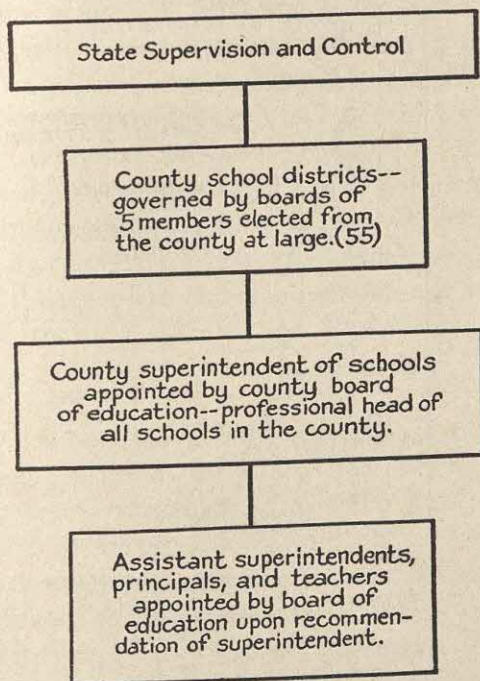 State Supervision and Control
County school districts--
governed by boards of
5 members elected from
the county at large.(55)
County superintendent of schools
appointed by county board
of education--professional head of
all schools in the county.
Assistant superintendents,
principals, and teachers
appointed by board of
education upon recommen-
dation of superintendent.